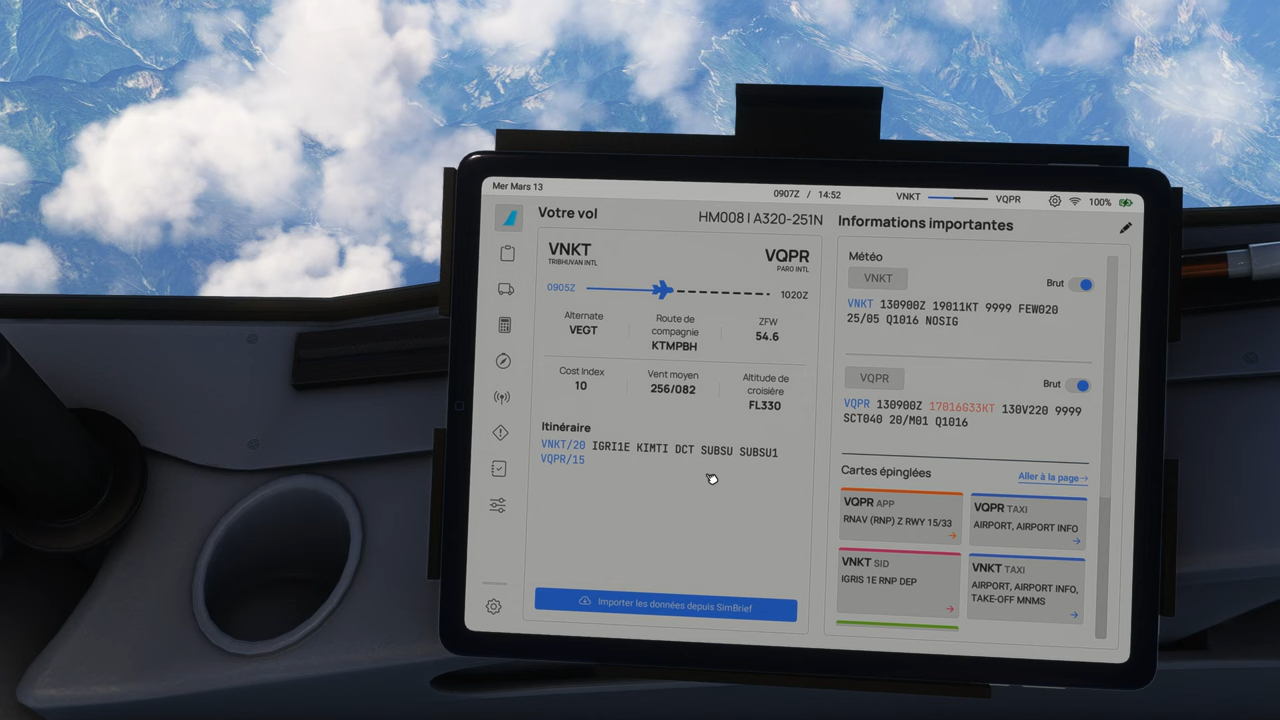 Mer Mars 13
0907Z / 14:52
VNKT VQPR
100%
Votre vol
HM008 | A320-251N
VNKT
TRIBHUVAN INTL
VQPR
PARO INTL
0905Z
1020Z
Alternate
VEGT
Route de
compagnie
KTMPBH
ZFW
54.6
Cost Index
10
Vent moyen
256/082
Altitude de
croisière
FL330
Itinéraire
VNKT/20 IGRI1E KIMTI DCT SUBSU SUBSU1
VQPR/15
Importer les données depuis SimBrief
Informations importantes
Météo
VNKT
Brut
VNKT 130900Z 19011KT 9999 FEW020
25/05 Q1016 NOSIG
VQPR
Brut
VQPR 130900Z 17016G33KT 130V220 9999
SCT040 20/M01 Q1016
Cartes épinglées
Aller à la page
VQPR APP
RNAV (RNP) Z RWY 15/33
VQPR TAXI
AIRPORT, AIRPORT INFO
VNKT SID
IGRIS 1E RNP DEP
VNKT TAXI
AIRPORT, AIRPORT INFO,
TAKE-OFF MNMS